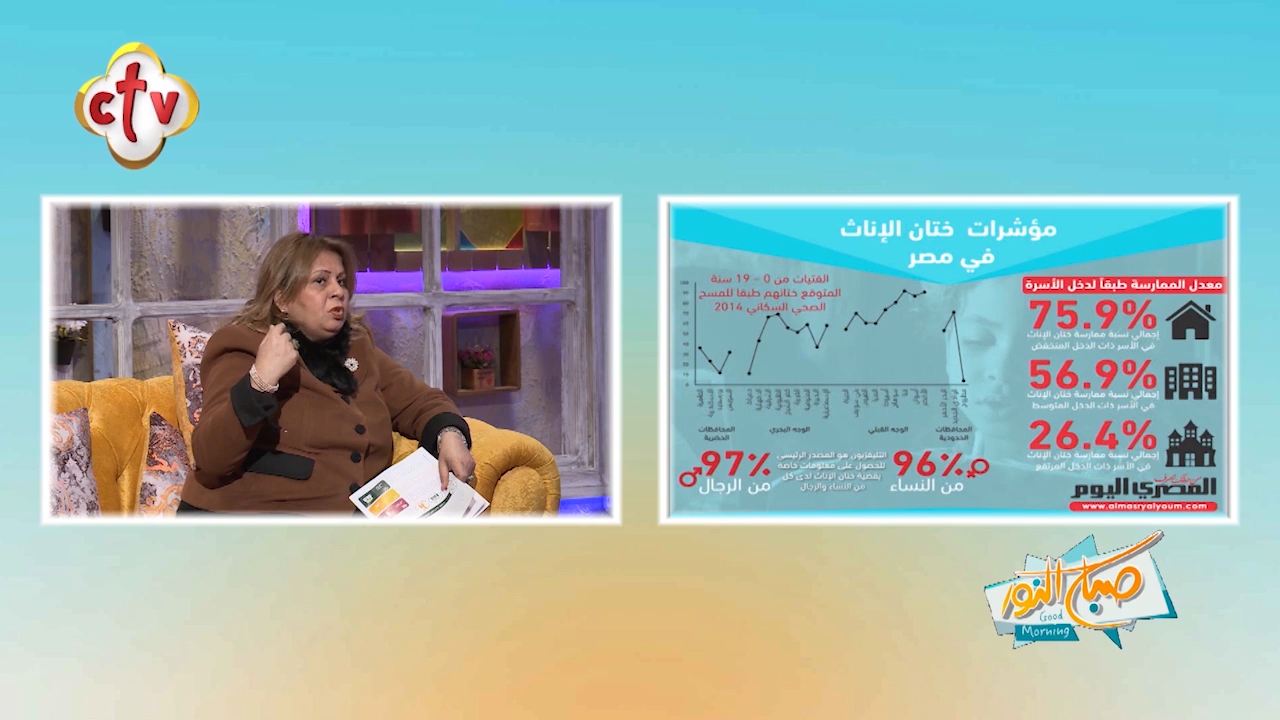 ctv
مؤشرات ختان الإناث
في مصر
الفتيات من 0 – 19 سنة
المتوقع ختانهم طبقا للمسح
الصحي السكاني 2014
معدل الممارسة طبقاً لدخل الأسرة
75.9%
إجمالي نسبة ممارسة ختان الإناث
في الأسر ذات الدخل المنخفض
56.9%
إجمالي نسبة ممارسة ختان الإناث
في الأسر ذات الدخل المتوسط
26.4%
إجمالي نسبة ممارسة ختان الإناث
في الأسر ذات الدخل المرتفع
المحافظات
الحضرية
الوجه البحري
الوجه القبلي
المحافظات
الحدودية
96%
من النساء
التليفزيون هو المصدر الرئيسي
للحصول على معلومات خاصة
بقضية ختان الإناث لدى كل
من النساء والرجال
97%
من الرجال
المصري اليوم
www.almasryalyoum.com
صباح النور
Good
Morning